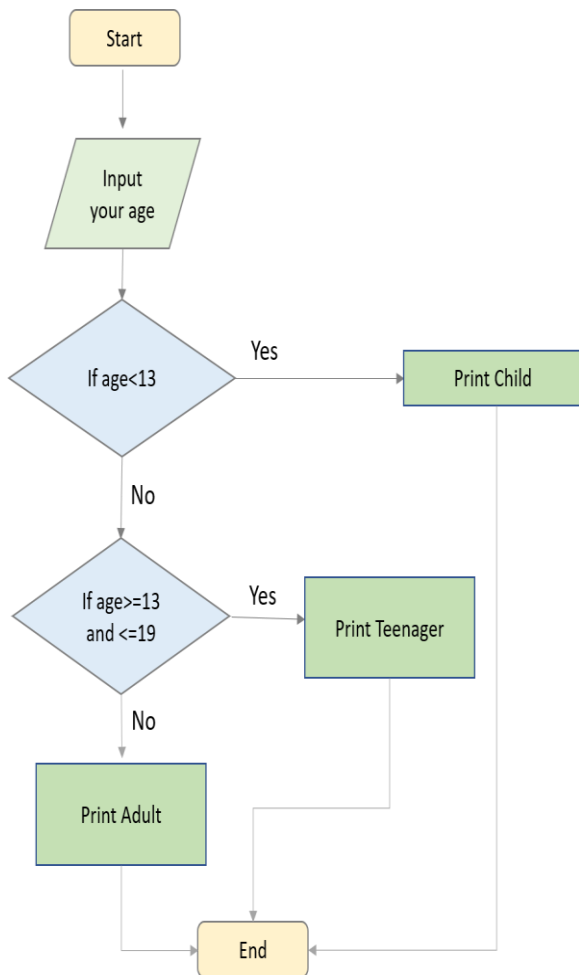 Start
Input
your age
If age<13
Yes
Print Child
No
If age>=13
and <=19
Yes
Print Teenager
No
Print Adult
End